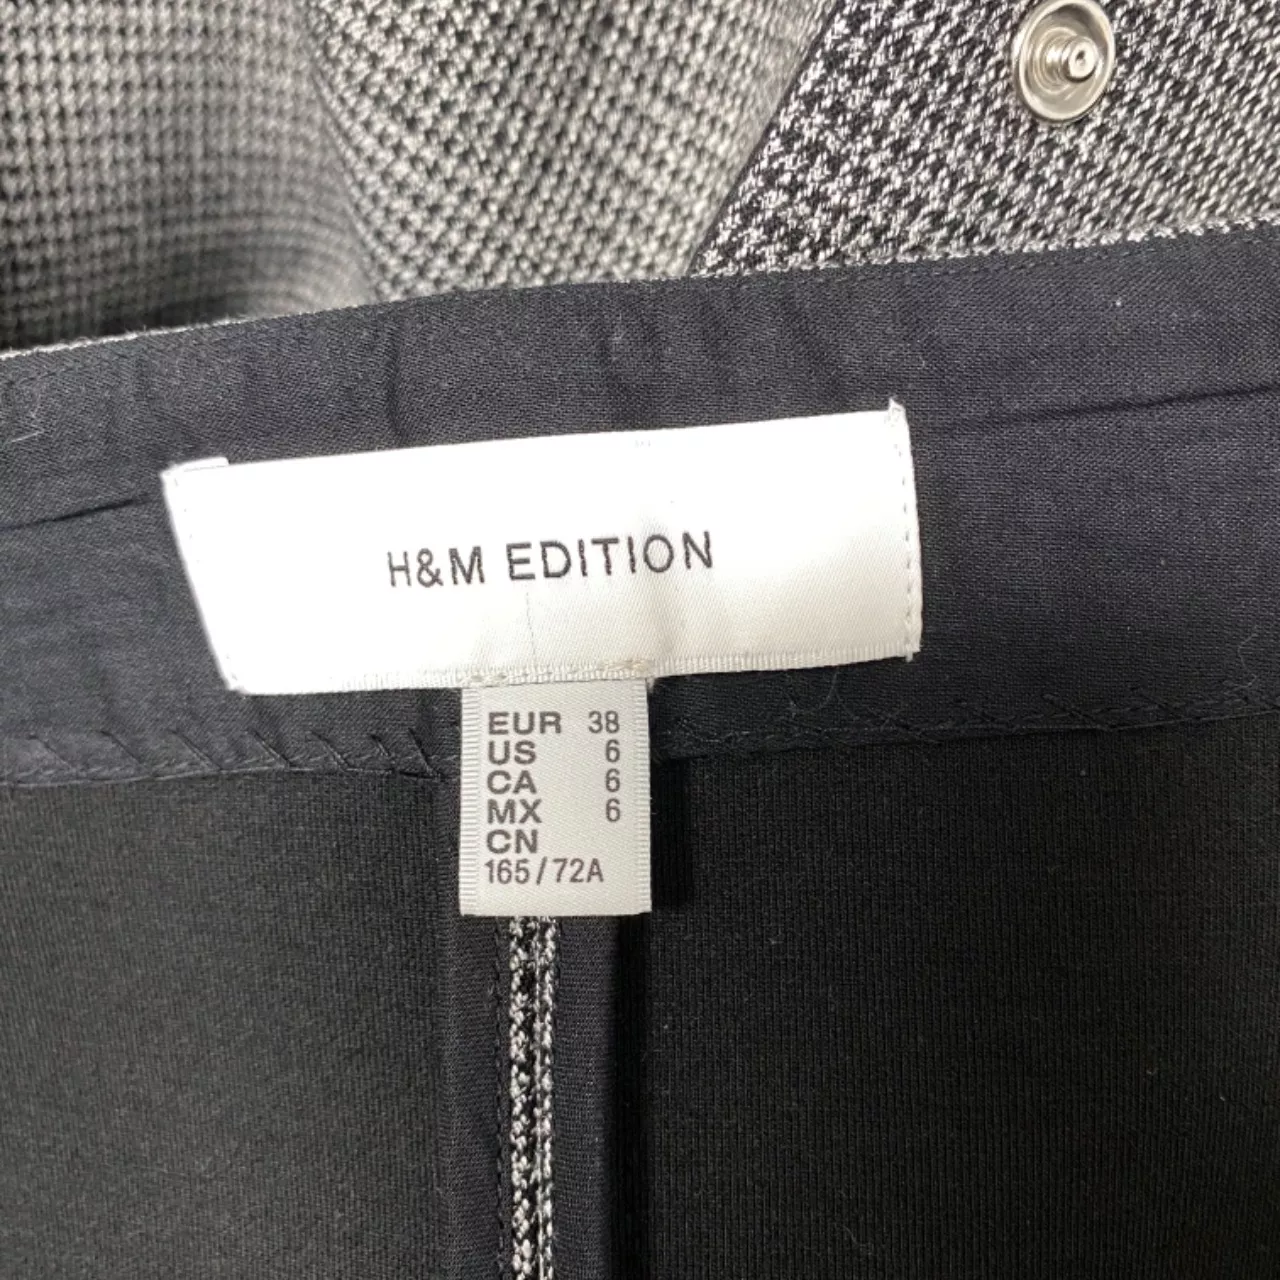 H&M EDITION
EUR 38
US 6
CA 6
MX 6
CN
165/72A